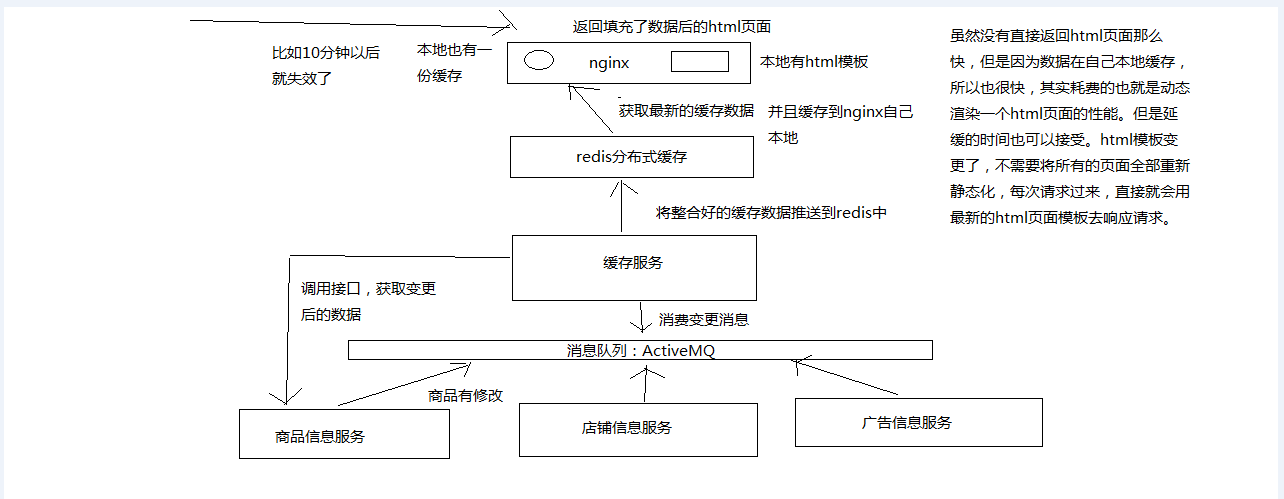 返回填充了数据后的html页面
比如10分钟以后
就失效了
本地也有一
份缓存
nginx
本地有html模板
获取最新的缓存数据
并且缓存到nginx自己
本地
redis分布式缓存
将整合好的缓存数据推送到redis中
缓存服务
调用接口，获取变更
后的数据
消费变更消息
消息队列：ActiveMQ
商品有修改
商品信息服务
店铺信息服务
广告信息服务
虽然没有直接返回html页面那么
快，但是因为数据在自己本地缓存，
所以也很快，其实耗费的也就是动态
渲染一个html页面的性能。但是延
缓的时间也可以接受。html模板变
更了，不需要将所有的页面全部重新
静态化，每次请求过来，直接就会用
最新的html页面模板去响应请求。